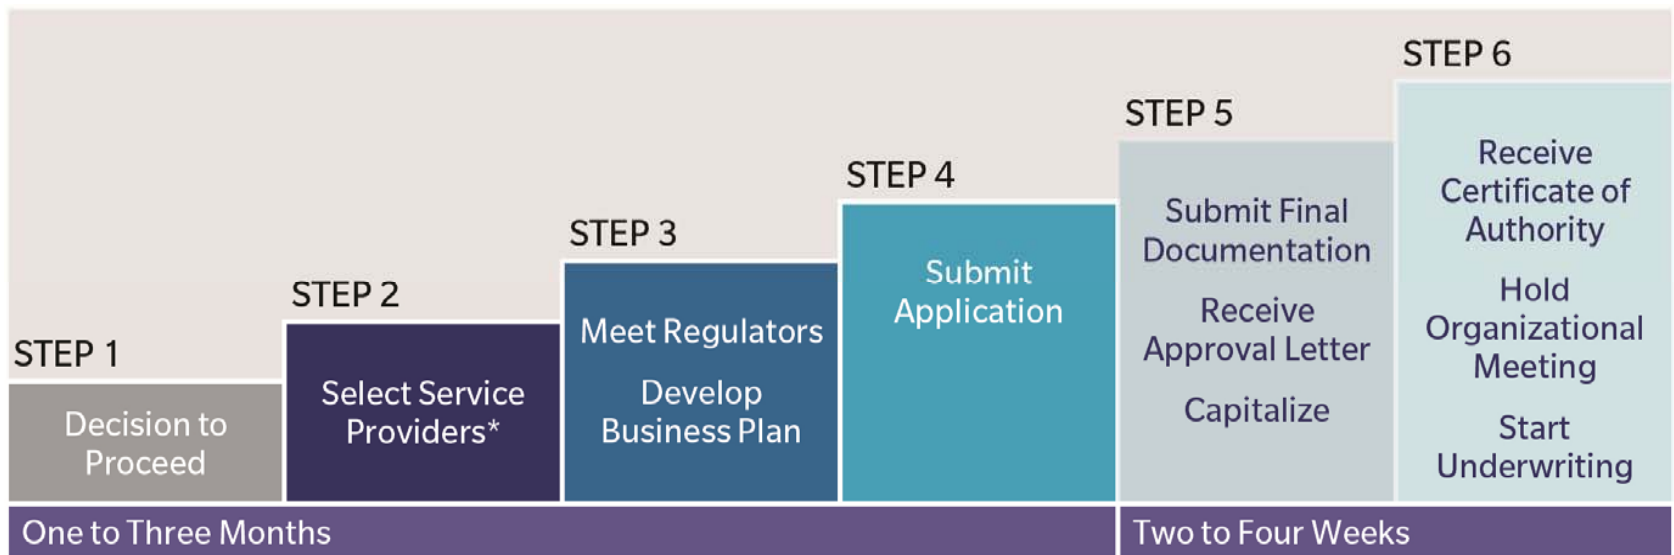 STEP 1
Decision to
Proceed
STEP 2
Select Service
Providers*
STEP 3
Meet Regulators
Develop
Business Plan
STEP 4
Submit
Application
STEP 5
Submit Final
Documentation
Receive
Approval Letter
Capitalize
STEP 6
Receive
Certificate of
Authority
Hold
Organizational
Meeting
Start
Underwriting
One to Three Months
Two to Four Weeks